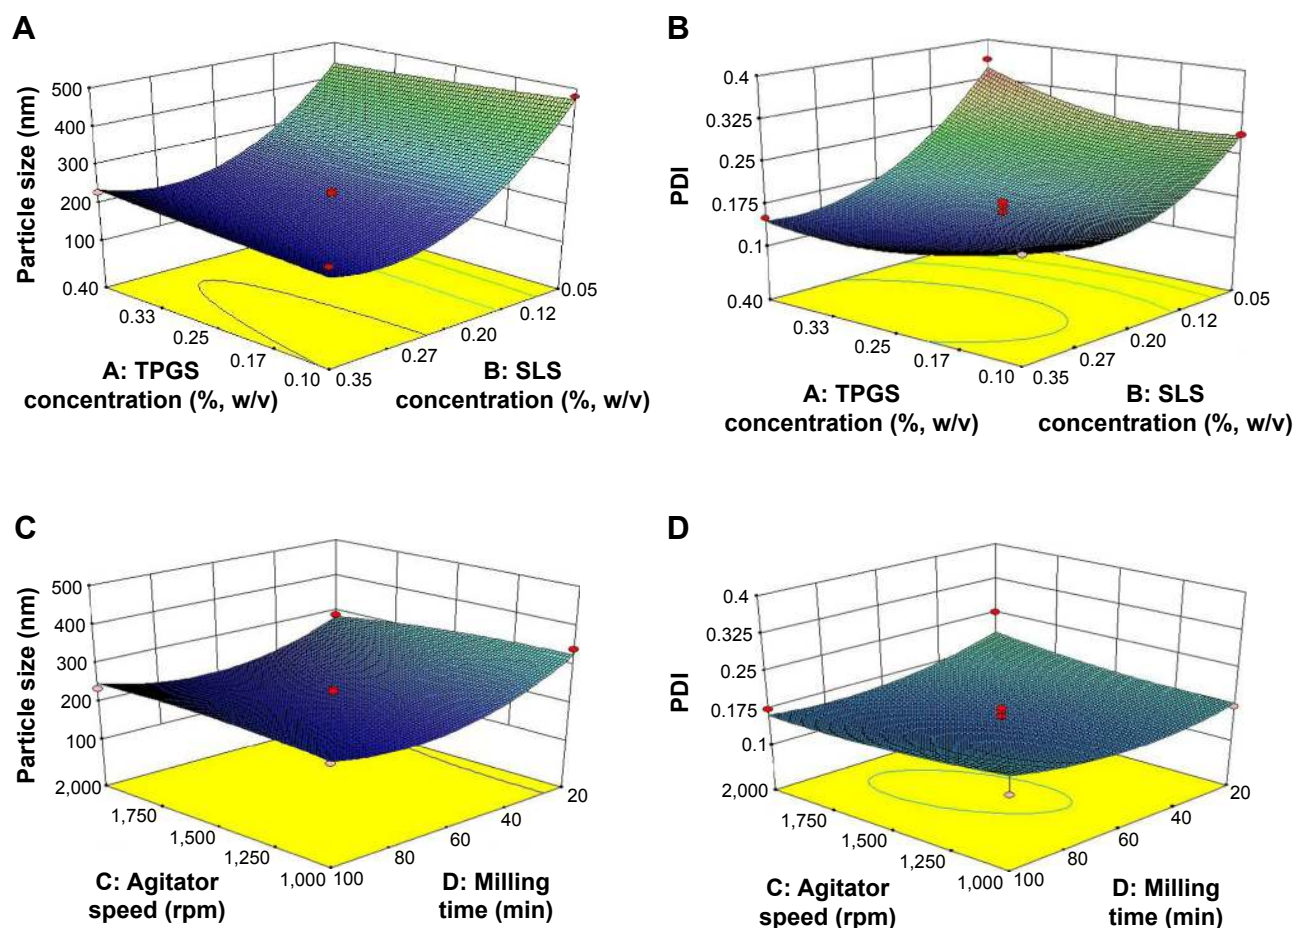 A
Particle size (nm)
500
400
300
200
100
0.40
0.33
0.25
0.17
0.10
0.35
0.27
0.20
0.12
0.05
A: TPGS
concentration (%, w/v)
B: SLS
concentration (%, w/v)
B
PDI
0.4
0.325
0.25
0.175
0.1
0.40
0.33
0.25
0.17
0.10
0.35
0.27
0.20
0.12
0.05
A: TPGS
concentration (%, w/v)
B: SLS
concentration (%, w/v)
C
Particle size (nm)
500
400
300
200
100
2,000
1,750
1,500
1,250
1,000
100
80
60
40
20
C: Agitator
speed (rpm)
D: Milling
time (min)
D
PDI
0.4
0.325
0.25
0.175
0.1
2,000
1,750
1,500
1,250
1,000
100
80
60
40
20
C: Agitator
speed (rpm)
D: Milling
time (min)